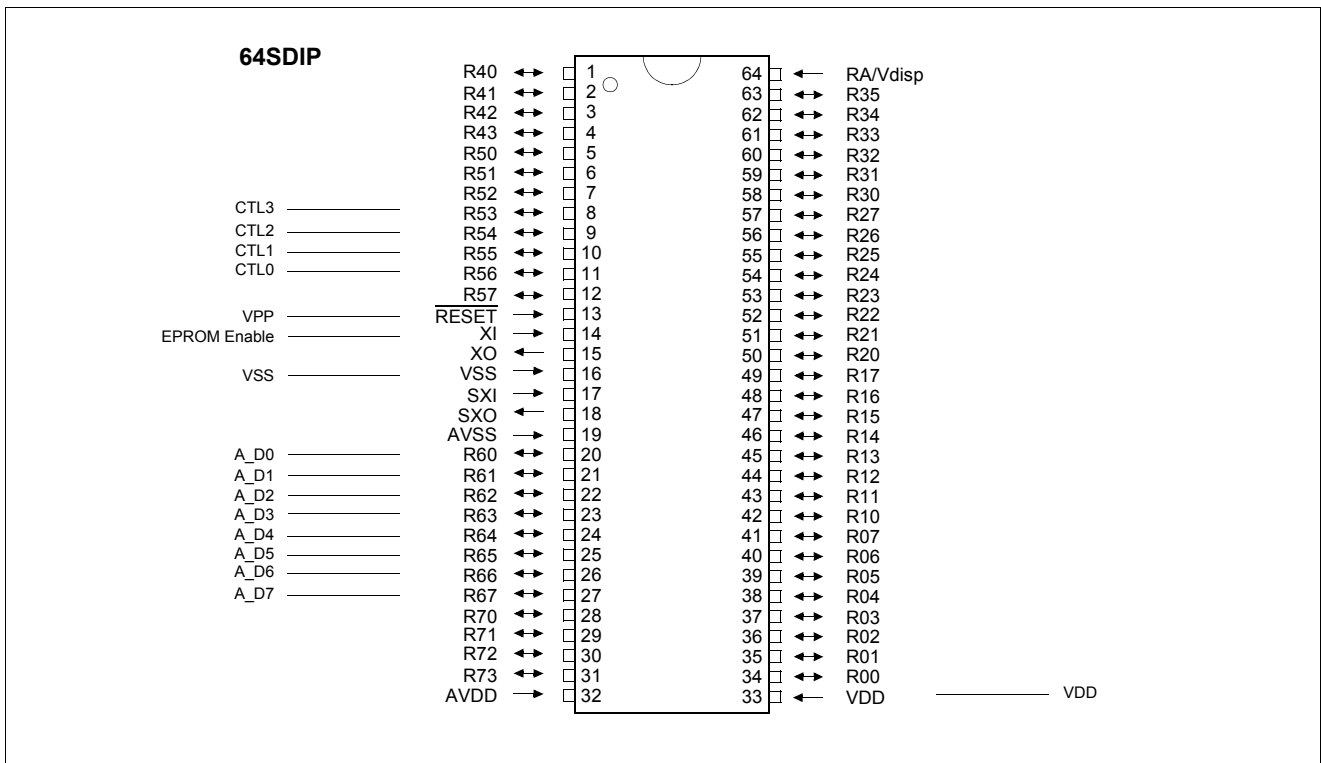 64SDIP
R40 1 64 RA/Vdisp
R41 2 63 R35
R42 3 62 R34
R43 4 61 R33
R50 5 60 R32
R51 6 59 R31
R52 7 58 R30
CTL3 R53 8 57 R27
CTL2 R54 9 56 R26
CTL1 R55 10 55 R25
CTL0 R56 11 54 R24
R57 12 53 R23
VPP RESET 13 52 R22
EPROM Enable XI 14 51 R21
XO 15 50 R20
VSS VSS 16 49 R17
SXI 17 48 R16
SXO 18 47 R15
AVSS 19 46 R14
A_D0 R60 20 45 R13
A_D1 R61 21 44 R12
A_D2 R62 22 43 R11
A_D3 R63 23 42 R10
A_D4 R64 24 41 R07
A_D5 R65 25 40 R06
A_D6 R66 26 39 R05
A_D7 R67 27 38 R04
R70 28 37 R03
R71 29 36 R02
R72 30 35 R01
R73 31 34 R00
AVDD 32 33 VDD VDD